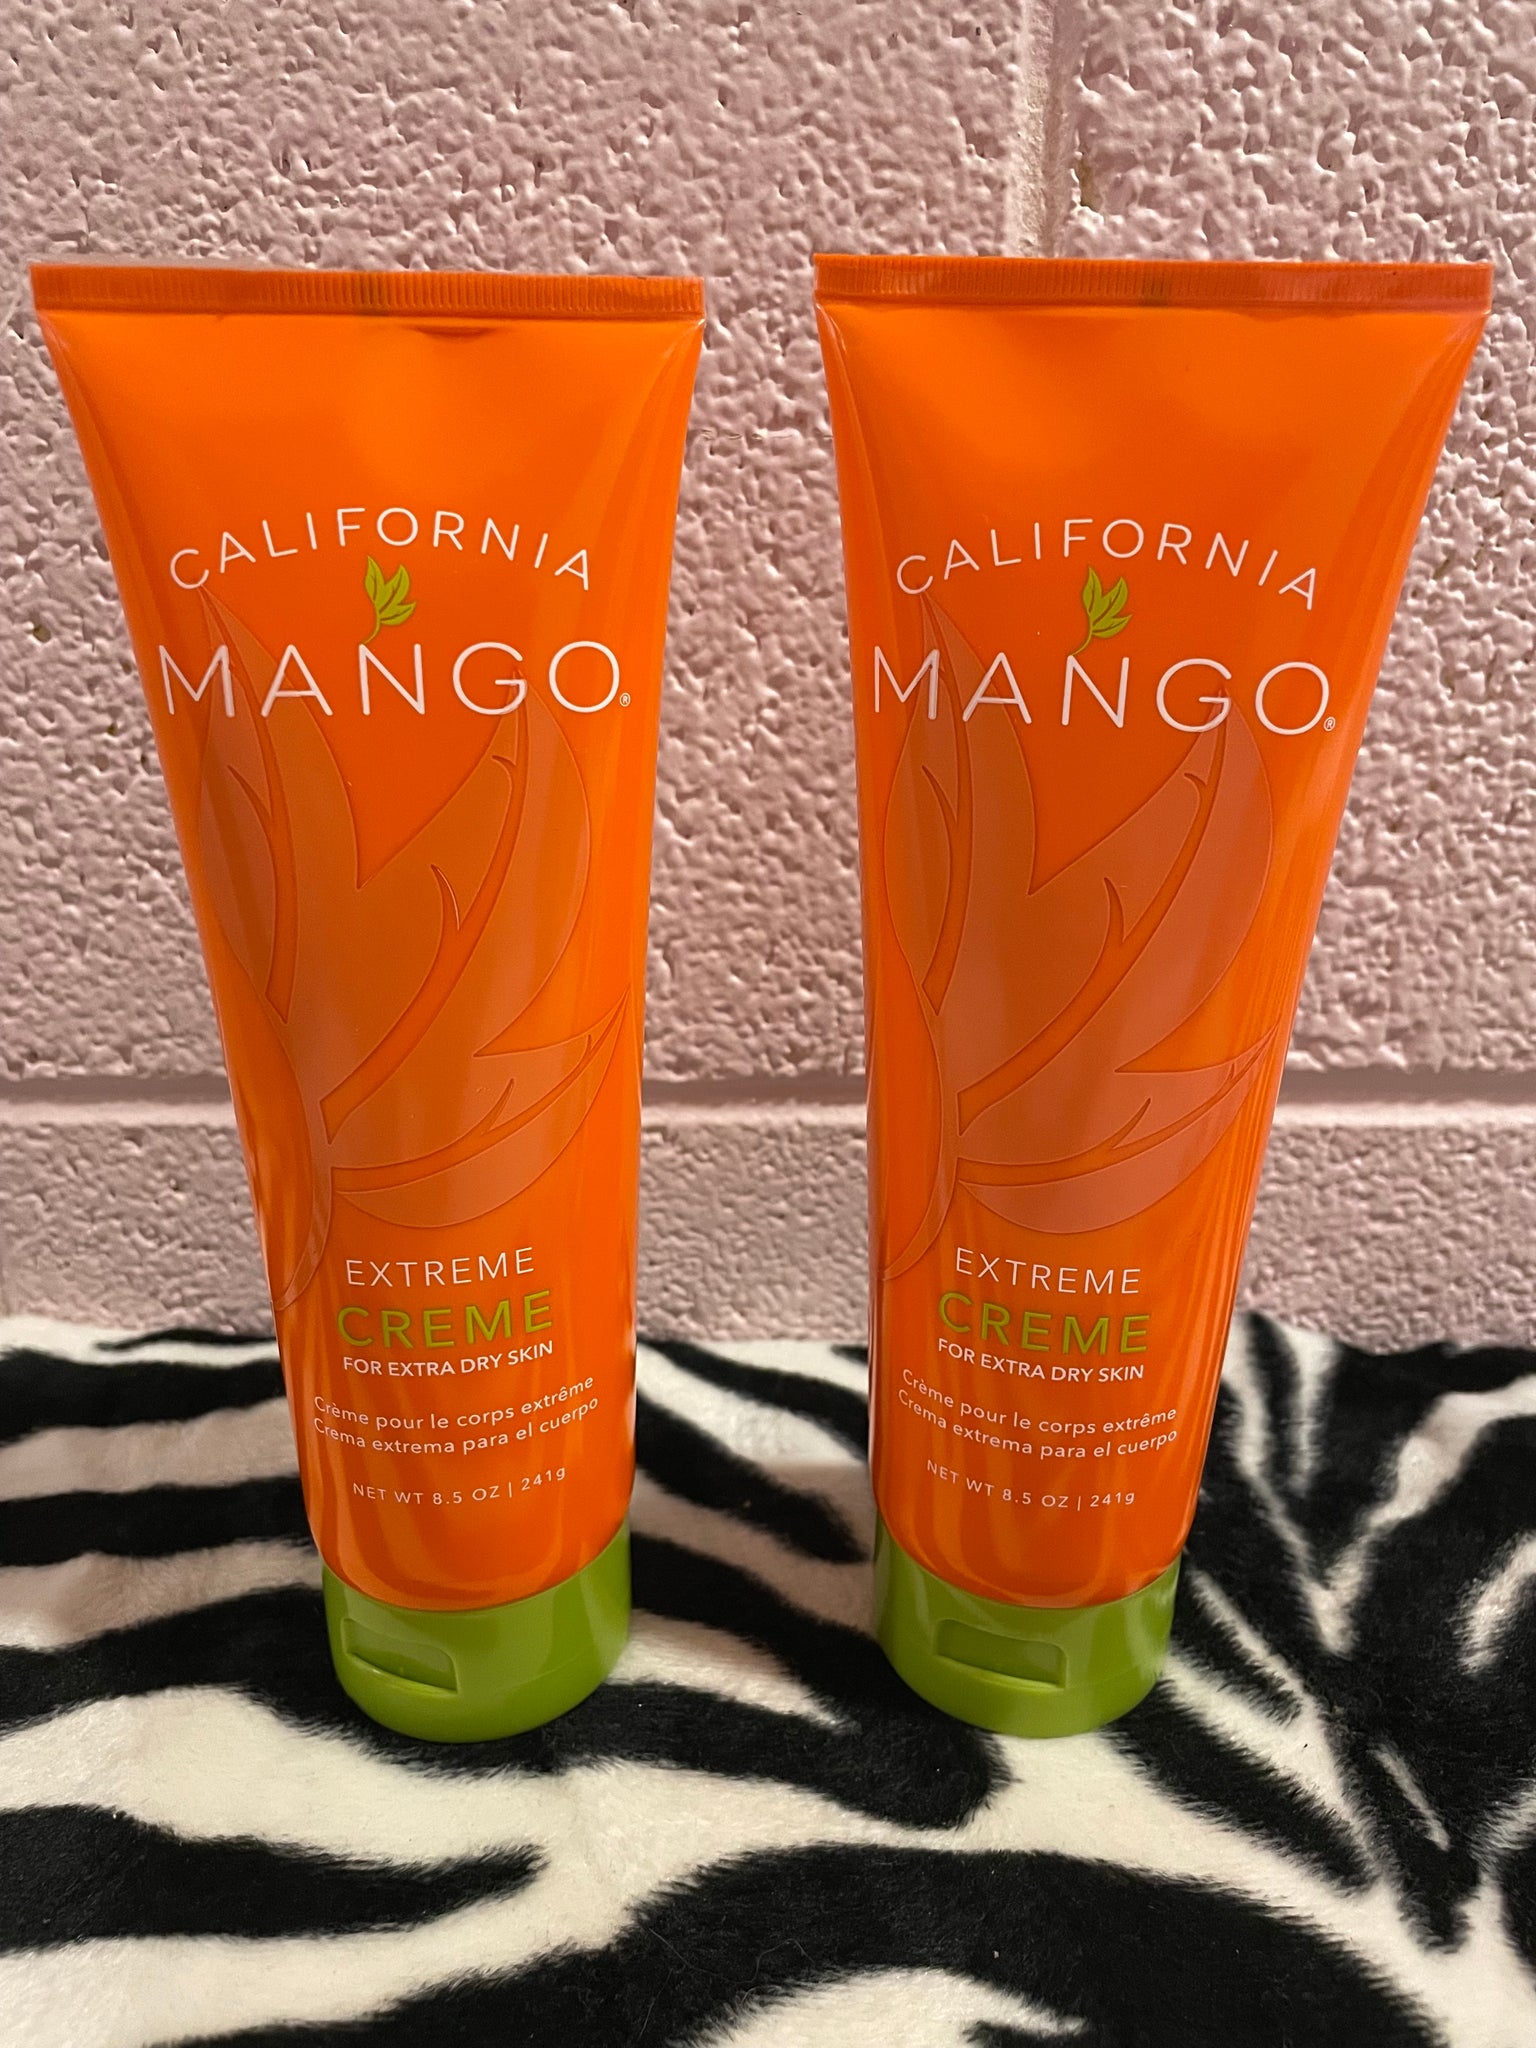 CALIFORNIA
MANGO®
EXTREME
CREME
FOR EXTRA DRY SKIN
Crème pour le corps extrême
Crema extrema para el cuerpo
NET WT 8.5 OZ | 241g
CALIFORNIA
MANGO®
EXTREME
CREME
FOR EXTRA DRY SKIN
Crème pour le corps extrême
Crema extrema para el cuerpo
NET WT 8.5 OZ | 241g